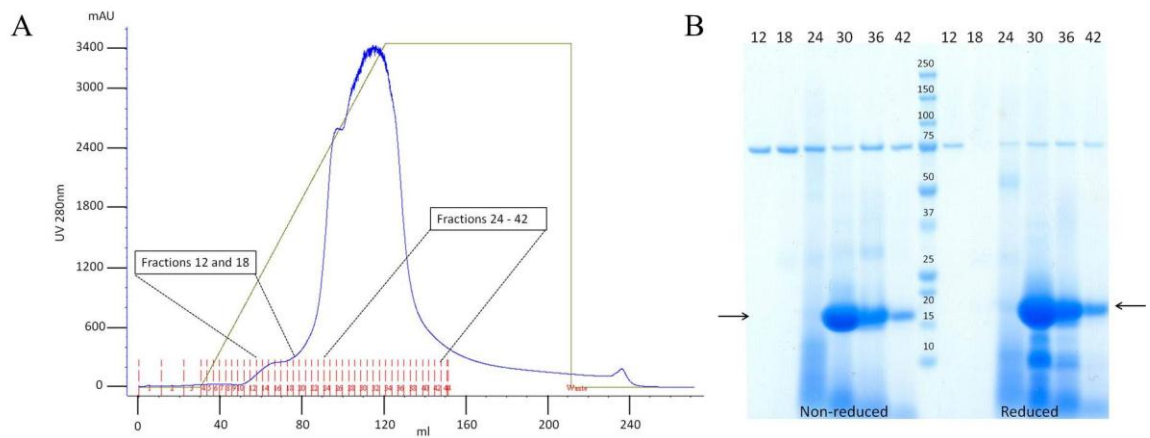 A
mAU
3400
3000
2400
1800
1200
600
0
UV 280nm
Fractions 12 and 18
Fractions 24 - 42
0 40 80 120 160 200 240
ml
Waste
B
12 18 24 30 36 42 12 18 24 30 36 42
250
150
100
75
50
37
25
20
15
10
Non-reduced Reduced